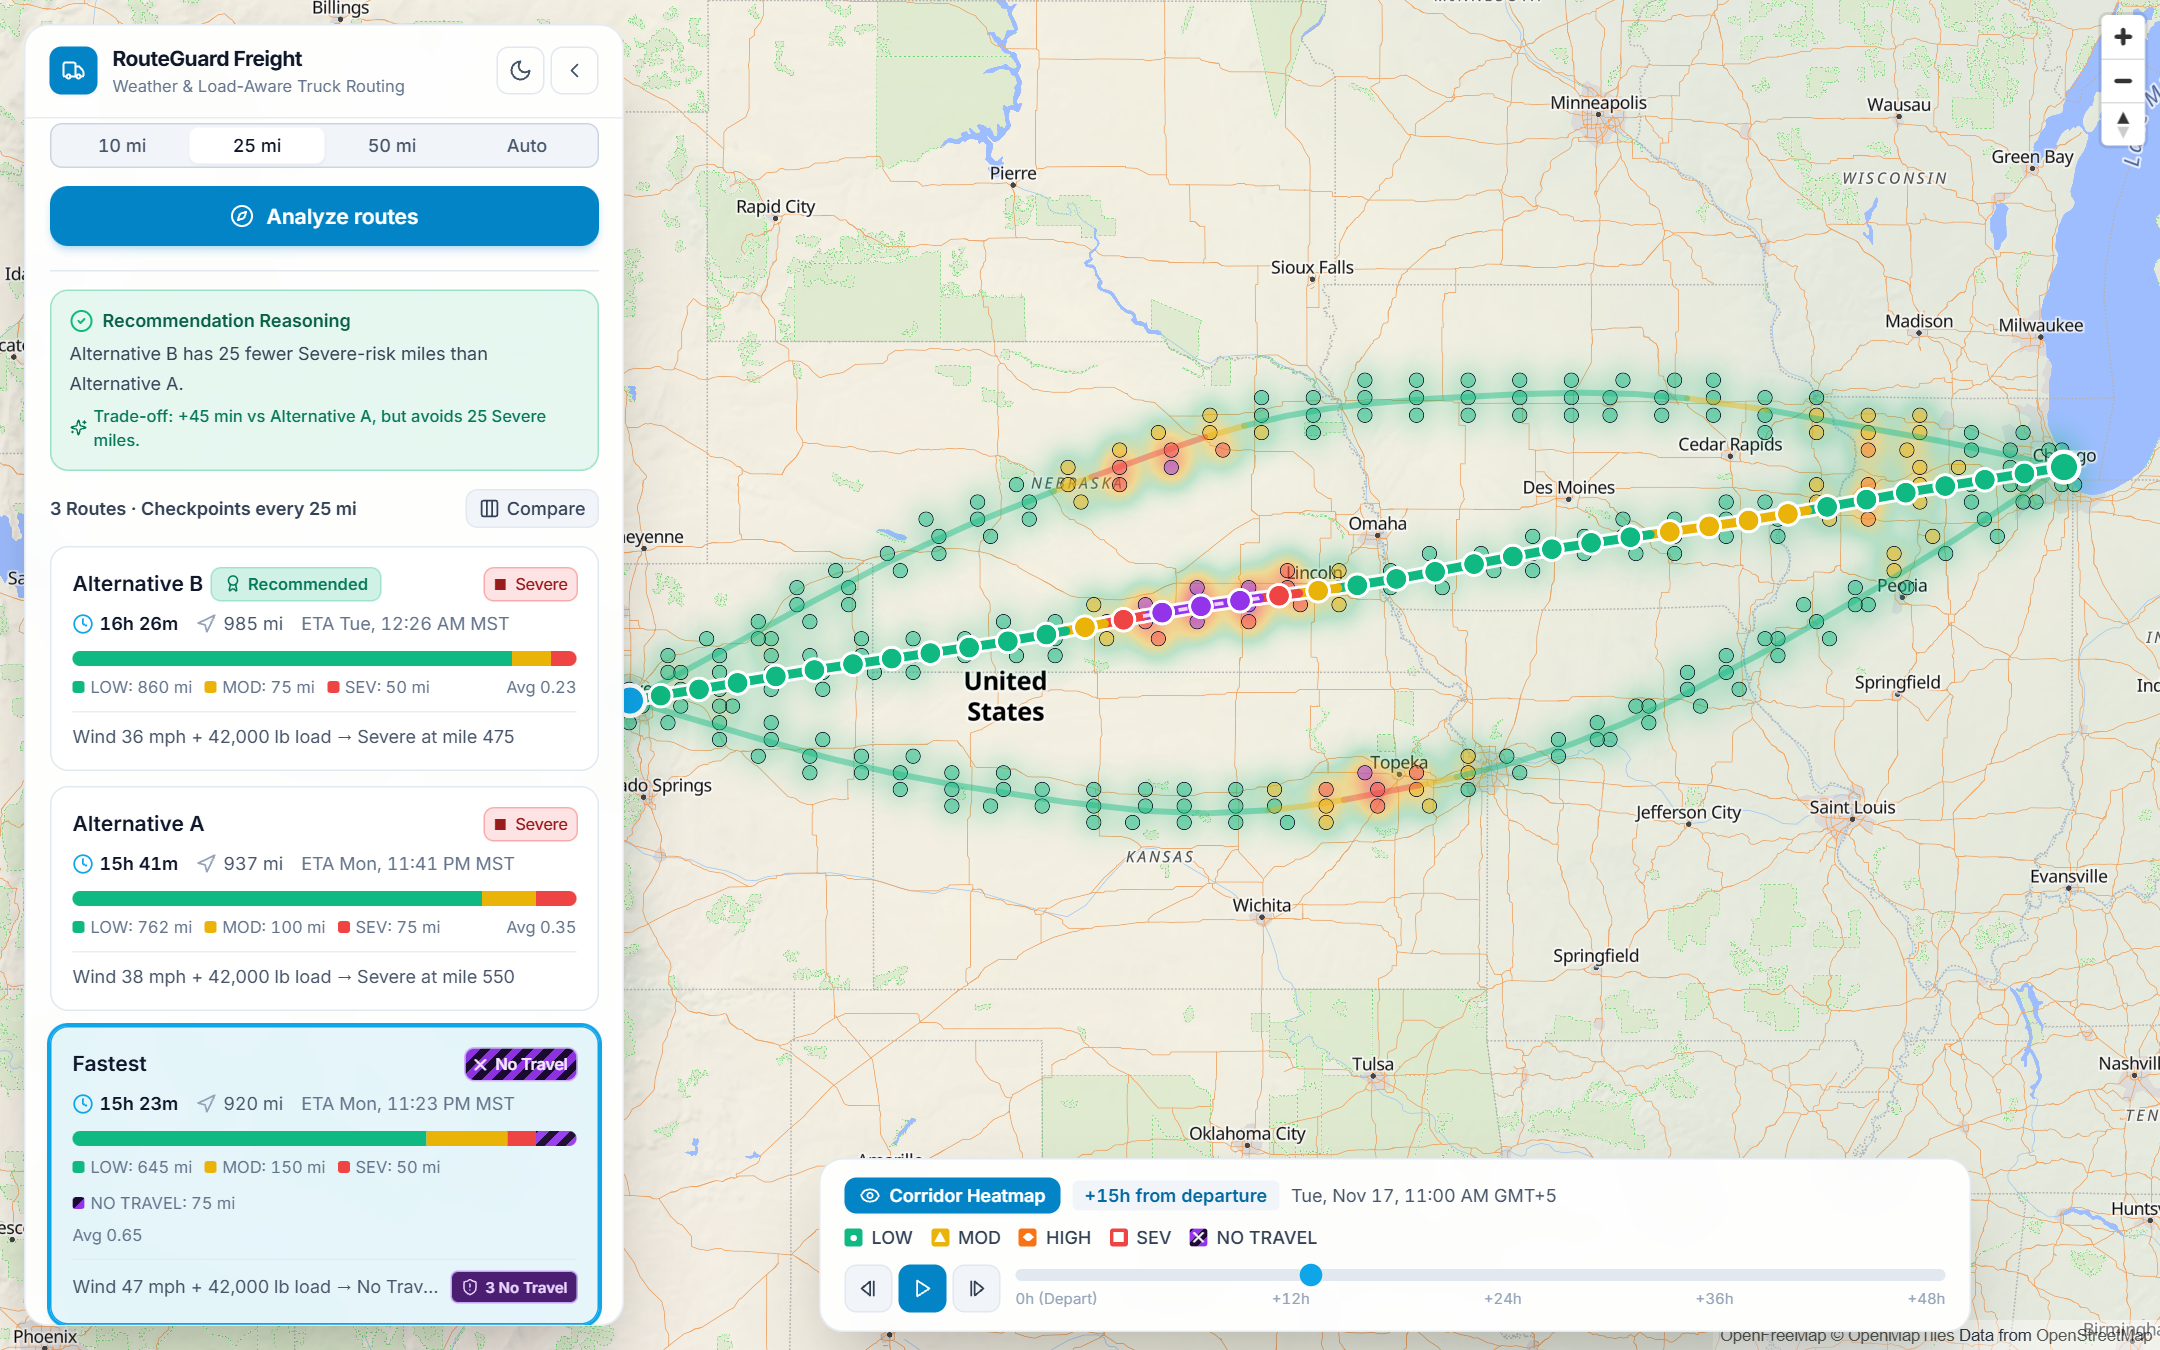 RouteGuard Freight
Weather & Load-Aware Truck Routing
10 mi
25 mi
50 mi
Auto
Analyze routes
Recommendation Reasoning
Alternative B has 25 fewer Severe-risk miles than
Alternative A.
Trade-off: +45 min vs Alternative A, but avoids 25 Severe
miles.
3 Routes · Checkpoints every 25 mi
Compare
Alternative B
Recommended
Severe
16h 26m
985 mi
ETA Tue, 12:26 AM MST
LOW: 860 mi
MOD: 75 mi
SEV: 50 mi
Avg 0.23
Wind 36 mph + 42,000 lb load → Severe at mile 475
Alternative A
Severe
15h 41m
937 mi
ETA Mon, 11:41 PM MST
LOW: 762 mi
MOD: 100 mi
SEV: 75 mi
Avg 0.35
Wind 38 mph + 42,000 lb load → Severe at mile 550
Fastest
No Travel
15h 23m
920 mi
ETA Mon, 11:23 PM MST
LOW: 645 mi
MOD: 150 mi
SEV: 50 mi
NO TRAVEL: 75 mi
Avg 0.65
Wind 47 mph + 42,000 lb load → No Trav...
3 No Travel
Billings
Minneapolis
Wausau
Green Bay
WISCONSIN
Pierre
Rapid City
Sioux Falls
Madison
Milwaukee
Cedar Rapids
NEBRASKA
Des Moines
Omaha
eyenne
Lincoln
Peoria
United
States
Springfield
Topeka
ado Springs
Jefferson City
Saint Louis
KANSAS
Evansville
Wichita
Springfield
Tulsa
Nashvill
TEN
Oklahoma City
Hunts
Phoenix
Corridor Heatmap
+15h from departure
Tue, Nov 17, 11:00 AM GMT+5
LOW
MOD
HIGH
SEV
NO TRAVEL
0h (Depart)
+12h
+24h
+36h
+48h
OpenFreeMap © OpenMapTiles Data from OpenStreetMap